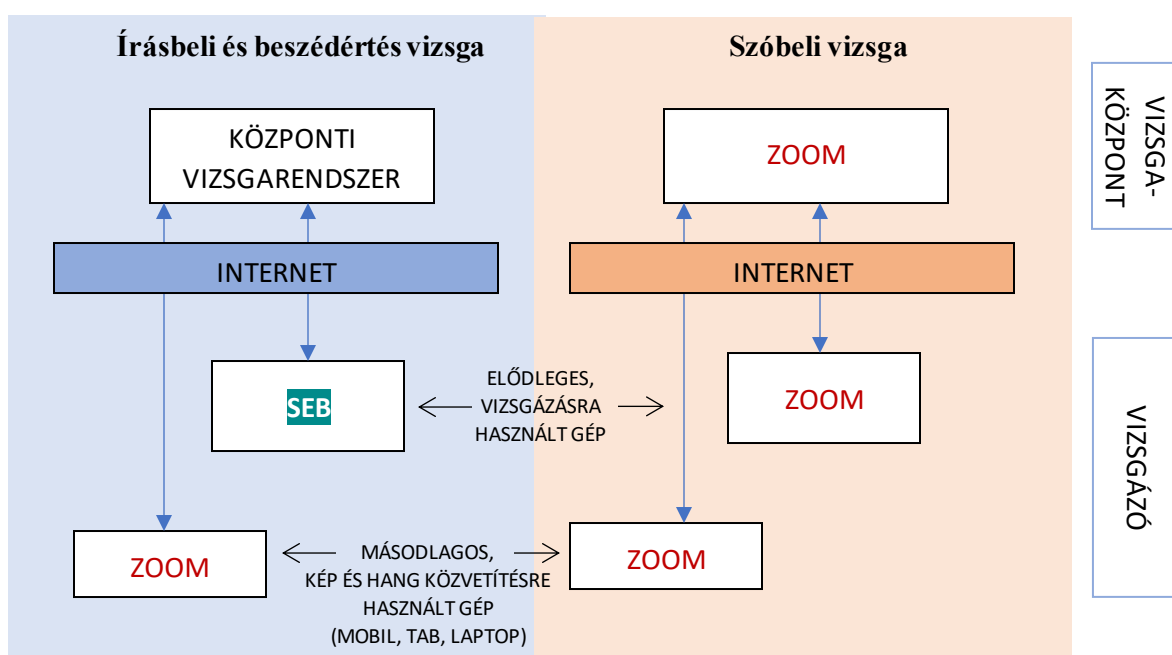 Írásbeli és beszédértés vizsga
Szóbeli vizsga
KÖZPONTI
VIZSGARENDSZER
ZOOM
VIZSGA-
KÖZPONT
INTERNET
INTERNET
SEB
ELŐDLEGES,
VIZSGÁZÁSRA
HASZNÁLT GÉP
ZOOM
VIZSGÁZÓ
ZOOM
MÁSODLAGOS,
KÉP ÉS HANG KÖZVETÍTÉSRE
HASZNÁLT GÉP
(MOBIL, TAB, LAPTOP)
ZOOM